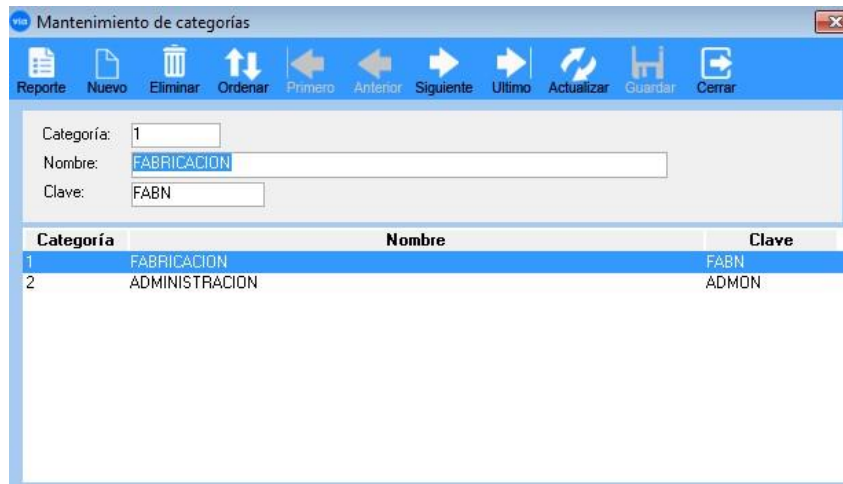 via Mantenimiento de categorías
Reporte Nuevo Eliminar Ordenar Primero Anterior Siguiente Ultimo Actualizar Guardar Cerrar
Categoría: 1
Nombre: FABRICACION
Clave: FABN
Categoría Nombre Clave
1 FABRICACION FABN
2 ADMINISTRACION ADMON